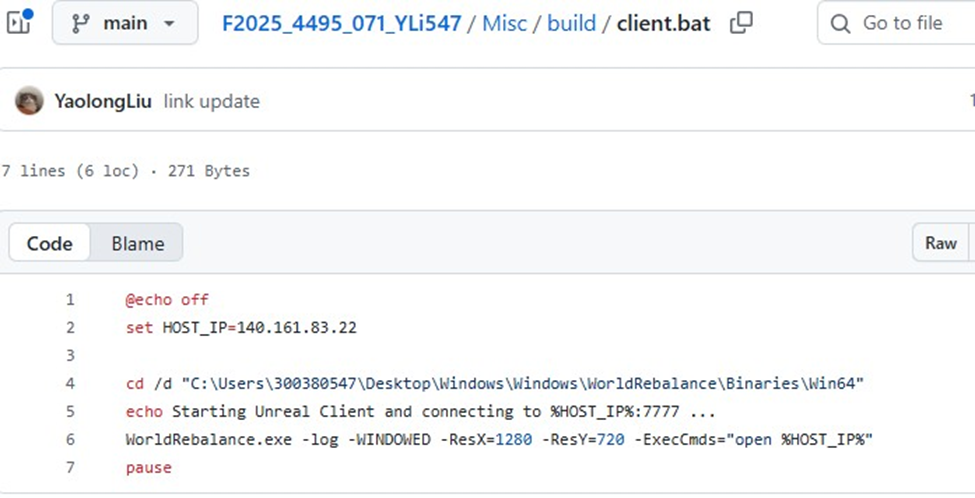 main F2025_4495_071_YLi547 / Misc / build / client.bat Go to file
YaolongLiu link update 1
7 lines (6 loc) · 271 Bytes
Code Blame Raw
1 @echo off
2 set HOST_IP=140.161.83.22
3
4 cd /d "C:\Users\300380547\Desktop\Windows\Windows\WorldRebalance\Binaries\Win64"
5 echo Starting Unreal Client and connecting to %HOST_IP%:7777 ...
6 WorldRebalance.exe -log -WINDOWED -ResX=1280 -ResY=720 -ExecCmds="open %HOST_IP%"
7 pause